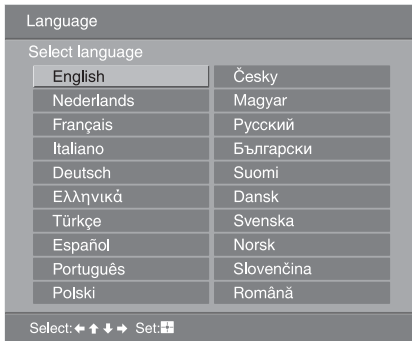 Language
Select language
English
Nederlands
Français
Italiano
Deutsch
Ελληνικά
Türkçe
Español
Português
Polski
Česky
Magyar
Русский
Български
Suomi
Dansk
Svenska
Norsk
Slovenčina
Română
Select: ← ↑ ↓ → Set: